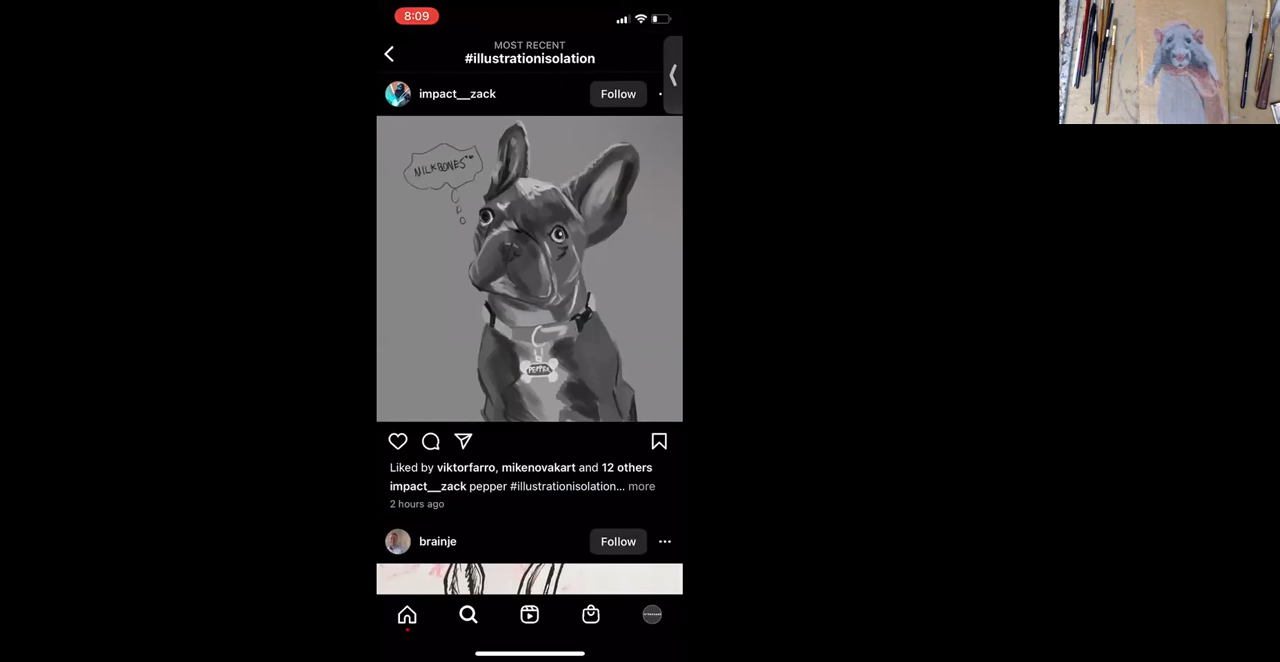 8:09
MOST RECENT
#illustrationisolation
impact__zack
Follow
MILKBONES
PEPPER
Liked by viktorfarro, mikenovakart and 12 others
impact__zack pepper #illustrationisolation... more
2 hours ago
brainje
Follow